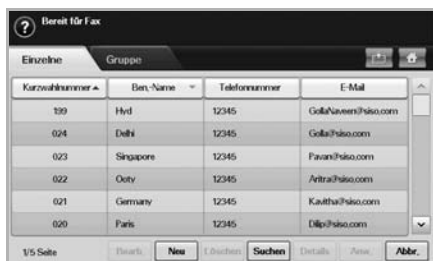 Bereit für Fax
Einzelne Gruppe
Kurzwahlnummer Ben,-Name Telefonnummer E-Mail
199 Hyd 12345 GollaNaveen@siso.com
024 Delhi 12345 Golla@siso.com
023 Singapore 12345 Pavan@siso.com
022 Ooty 12345 Aritra@siso.com
021 Germany 12345 Kavitha@siso.com
020 Paris 12345 Dilip@siso.com
1/5 Seite Bearb. Neu Löschen Suchen Details Anw. Abbr.